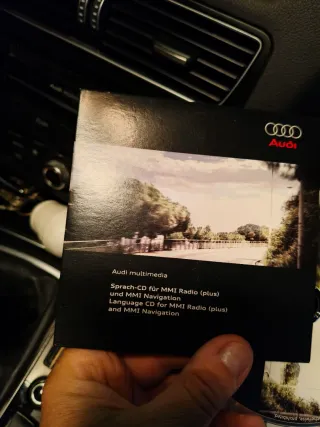 Audi
Audi multimedia
Sprach-CD für MMI Radio (plus)
und MMI Navigation
Language CD for MMI Radio (plus)
and MMI Navigation